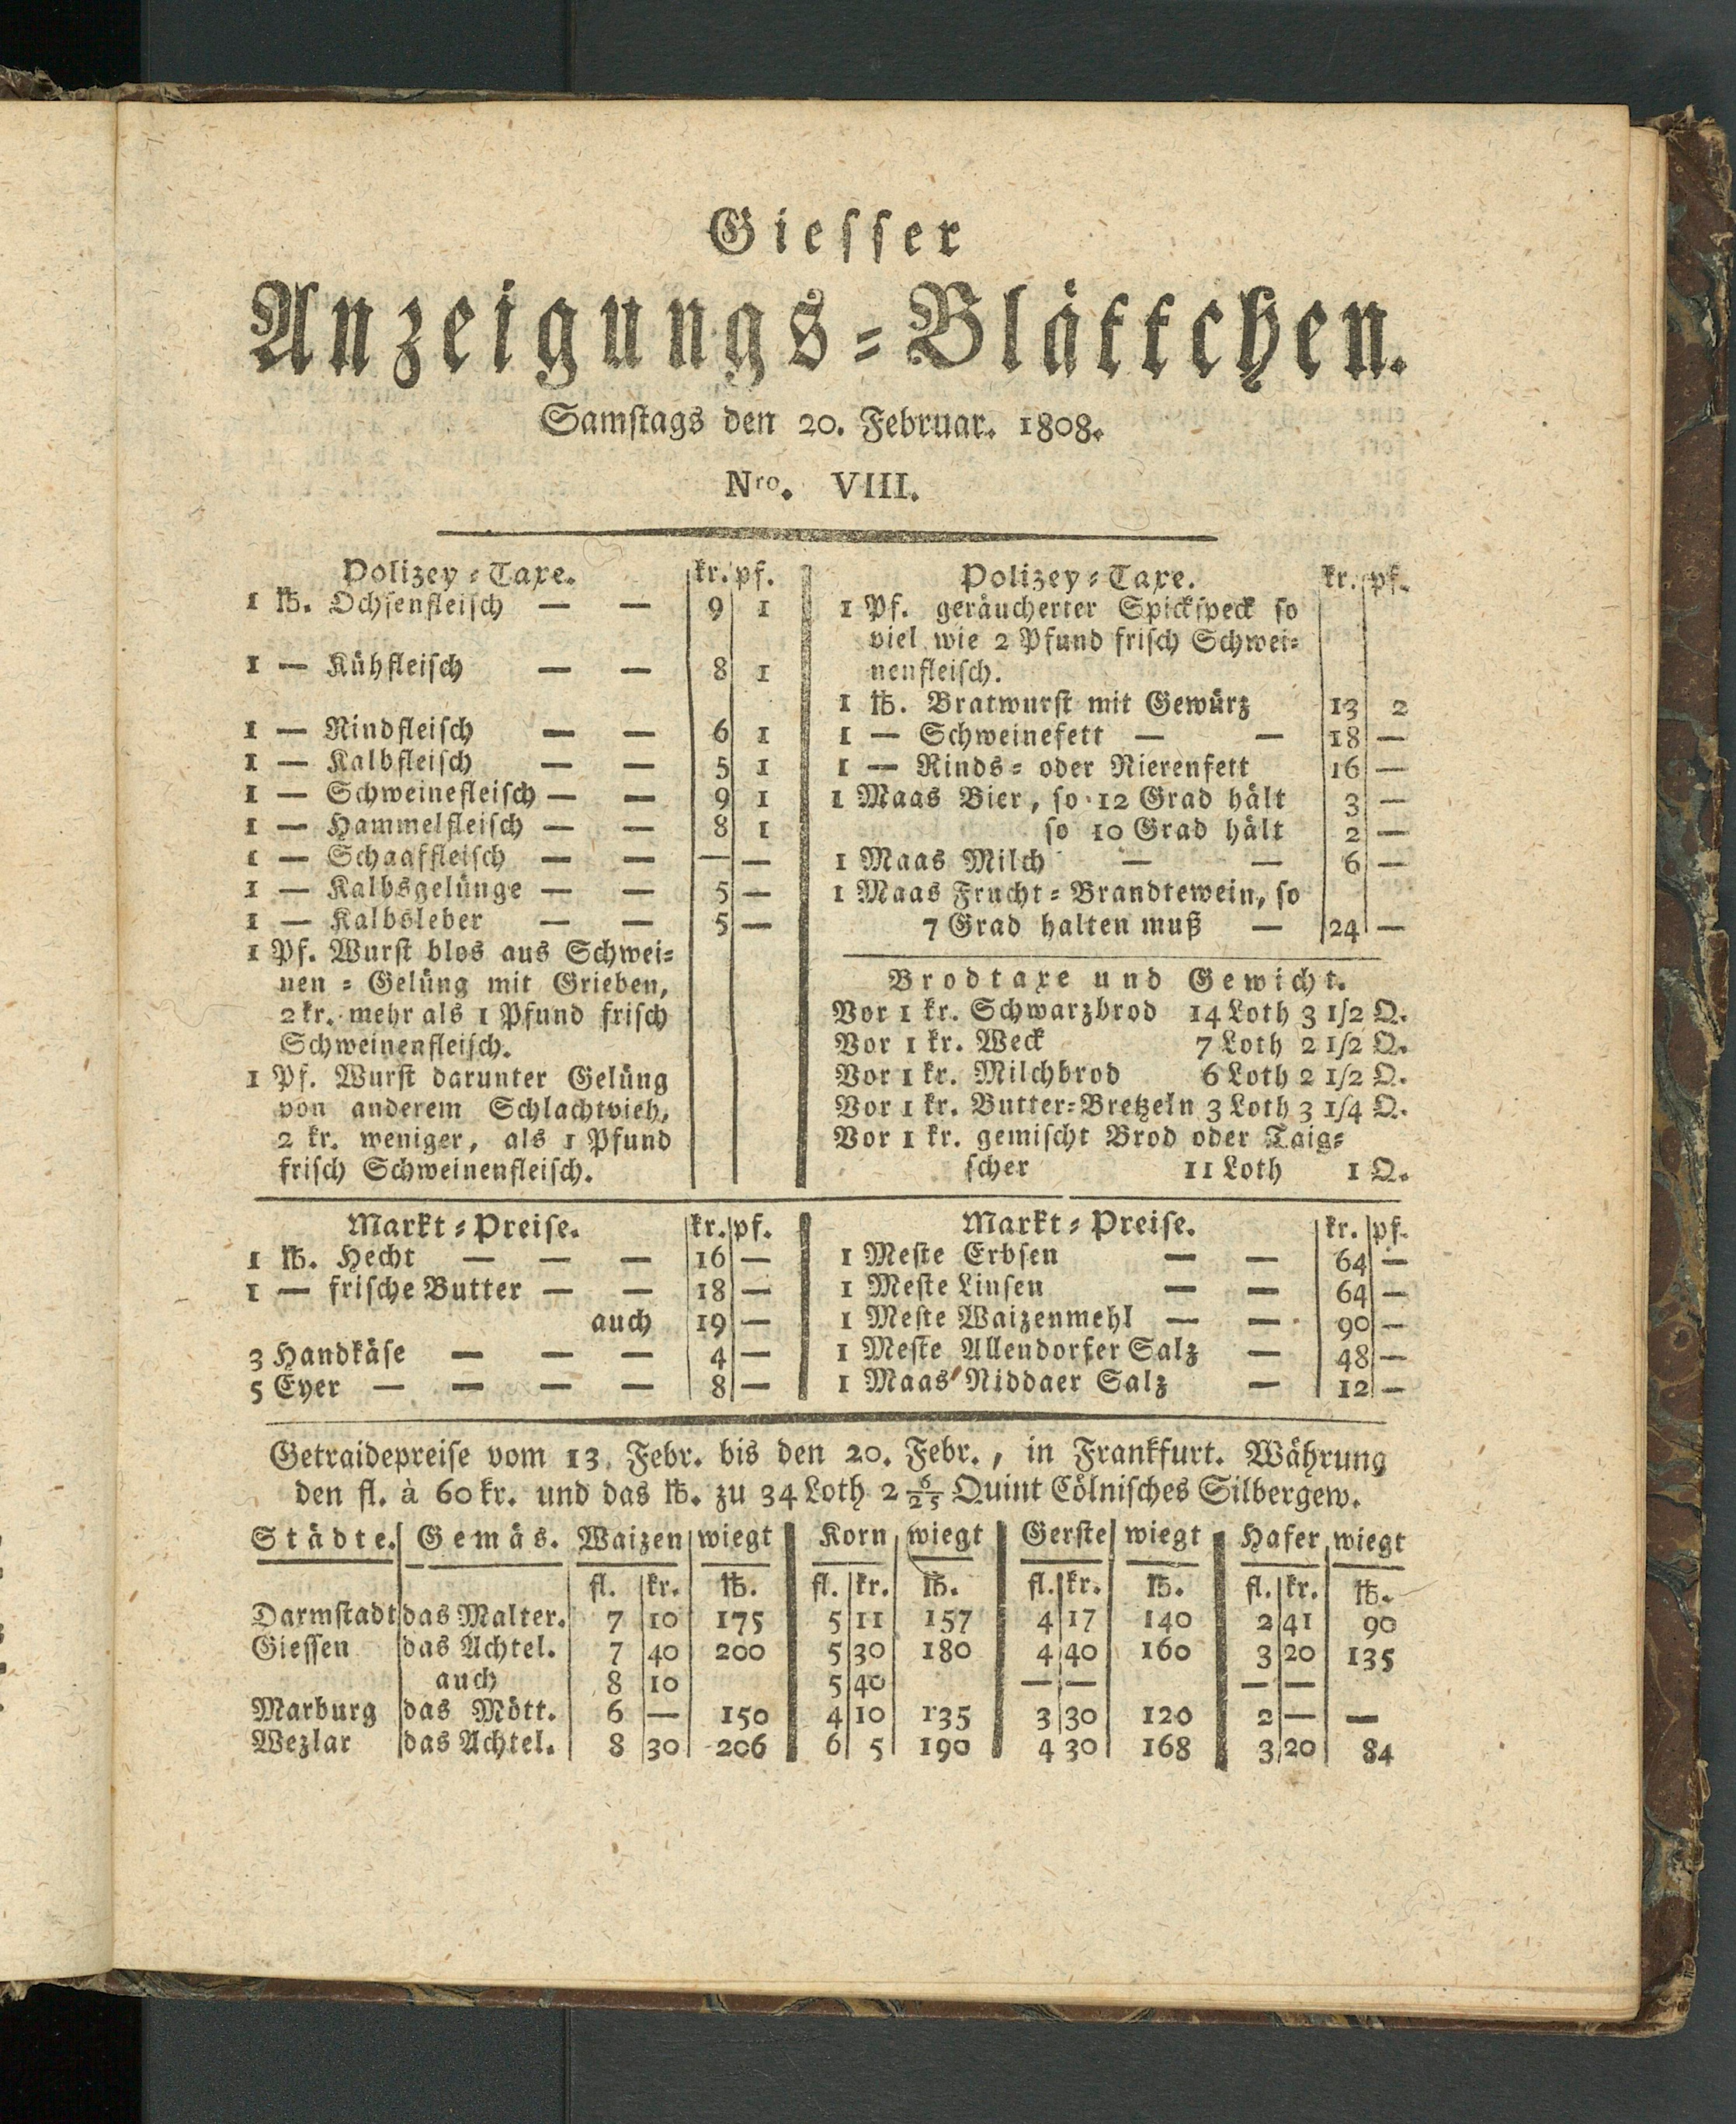 Giesser
Anzeigungs-Blättchen.
Samstags den 20. Februar. 1808.
Nro. VIII.
Polizey-Taxe. kr. pf.
1 ℔. Ochsenfleisch — — 9 1
1 — Kühfleisch — — 8 1
1 — Rindfleisch — — 6 1
1 — Kalbfleisch — — 5 1
1 — Schweinefleisch — — 9 1
1 — Hammelfleisch — — 8 1
1 — Schaaffleisch — — — —
1 — Kalbsgelünge — — 5 —
1 — Kalbsleber — — 5 —
1 Pf. Wurst blos aus Schwei-
nen-Gelüng mit Grieben,
2 kr. mehr als 1 Pfund frisch
Schweinenfleisch.
1 Pf. Wurst darunter Gelüng
von anderem Schlachtvieh,
2 kr. weniger, als 1 Pfund
frisch Schweinenfleisch.
Polizey-Taxe. kr. pf.
1 Pf. geräucherter Spickspeck so
viel wie 2 Pfund frisch Schwei-
nenfleisch.
1 ℔. Bratwurst mit Gewürz 13 2
1 — Schweinefett — — 18 —
1 — Rinds- oder Nierenfett 16 —
1 Maas Bier, so 12 Grad hält 3 —
so 10 Grad hält 2 —
1 Maas Milch — — 6 —
1 Maas Frucht-Brandtewein, so
7 Grad halten muß — 24 —
Brodtaxe und Gewicht.
Vor 1 kr. Schwarzbrod 14 Loth 3 1/2 Q.
Vor 1 kr. Weck 7 Loth 2 1/2 Q.
Vor 1 kr. Milchbrod 6 Loth 2 1/2 Q.
Vor 1 kr. Butter-Bretzeln 3 Loth 3 1/4 Q.
Vor 1 kr. gemischt Brod oder Taig-
scher 11 Loth 1 Q.
Markt-Preise. kr. pf.
1 ℔. Hecht — — — 16 —
1 — frische Butter — — 18 —
auch 19 —
3 Handkäse — — — 4 —
5 Eyer — — — — 8 —
Markt-Preise. kr. pf.
1 Meste Erbsen — — 64 —
1 Meste Linsen — — 64 —
1 Meste Waizenmehl — — 90 —
1 Meste Allendorfer Salz — 48 —
1 Maas Niddaer Salz — 12 —
Getraidepreise vom 13. Febr. bis den 20. Febr., in Frankfurt. Währung
den fl. à 60 kr. und das ℔. zu 34 Loth 2 6/25 Quint Cölnisches Silbergew.
Städte. Gemäs. Waizen wiegt Korn wiegt Gerste wiegt Hafer wiegt
fl. kr. ℔. fl. kr. ℔. fl. kr. ℔. fl. kr. ℔.
Darmstadt das Malter. 7 10 175 5 11 157 4 17 140 2 41 90
Giessen das Achtel. 7 40 200 5 30 180 4 40 160 3 20 135
auch 8 10 5 40 — — — —
Marburg das Mött. 6 — 150 4 10 135 3 30 120 2 — —
Wezlar das Achtel. 8 30 206 6 5 190 4 30 168 3 20 84